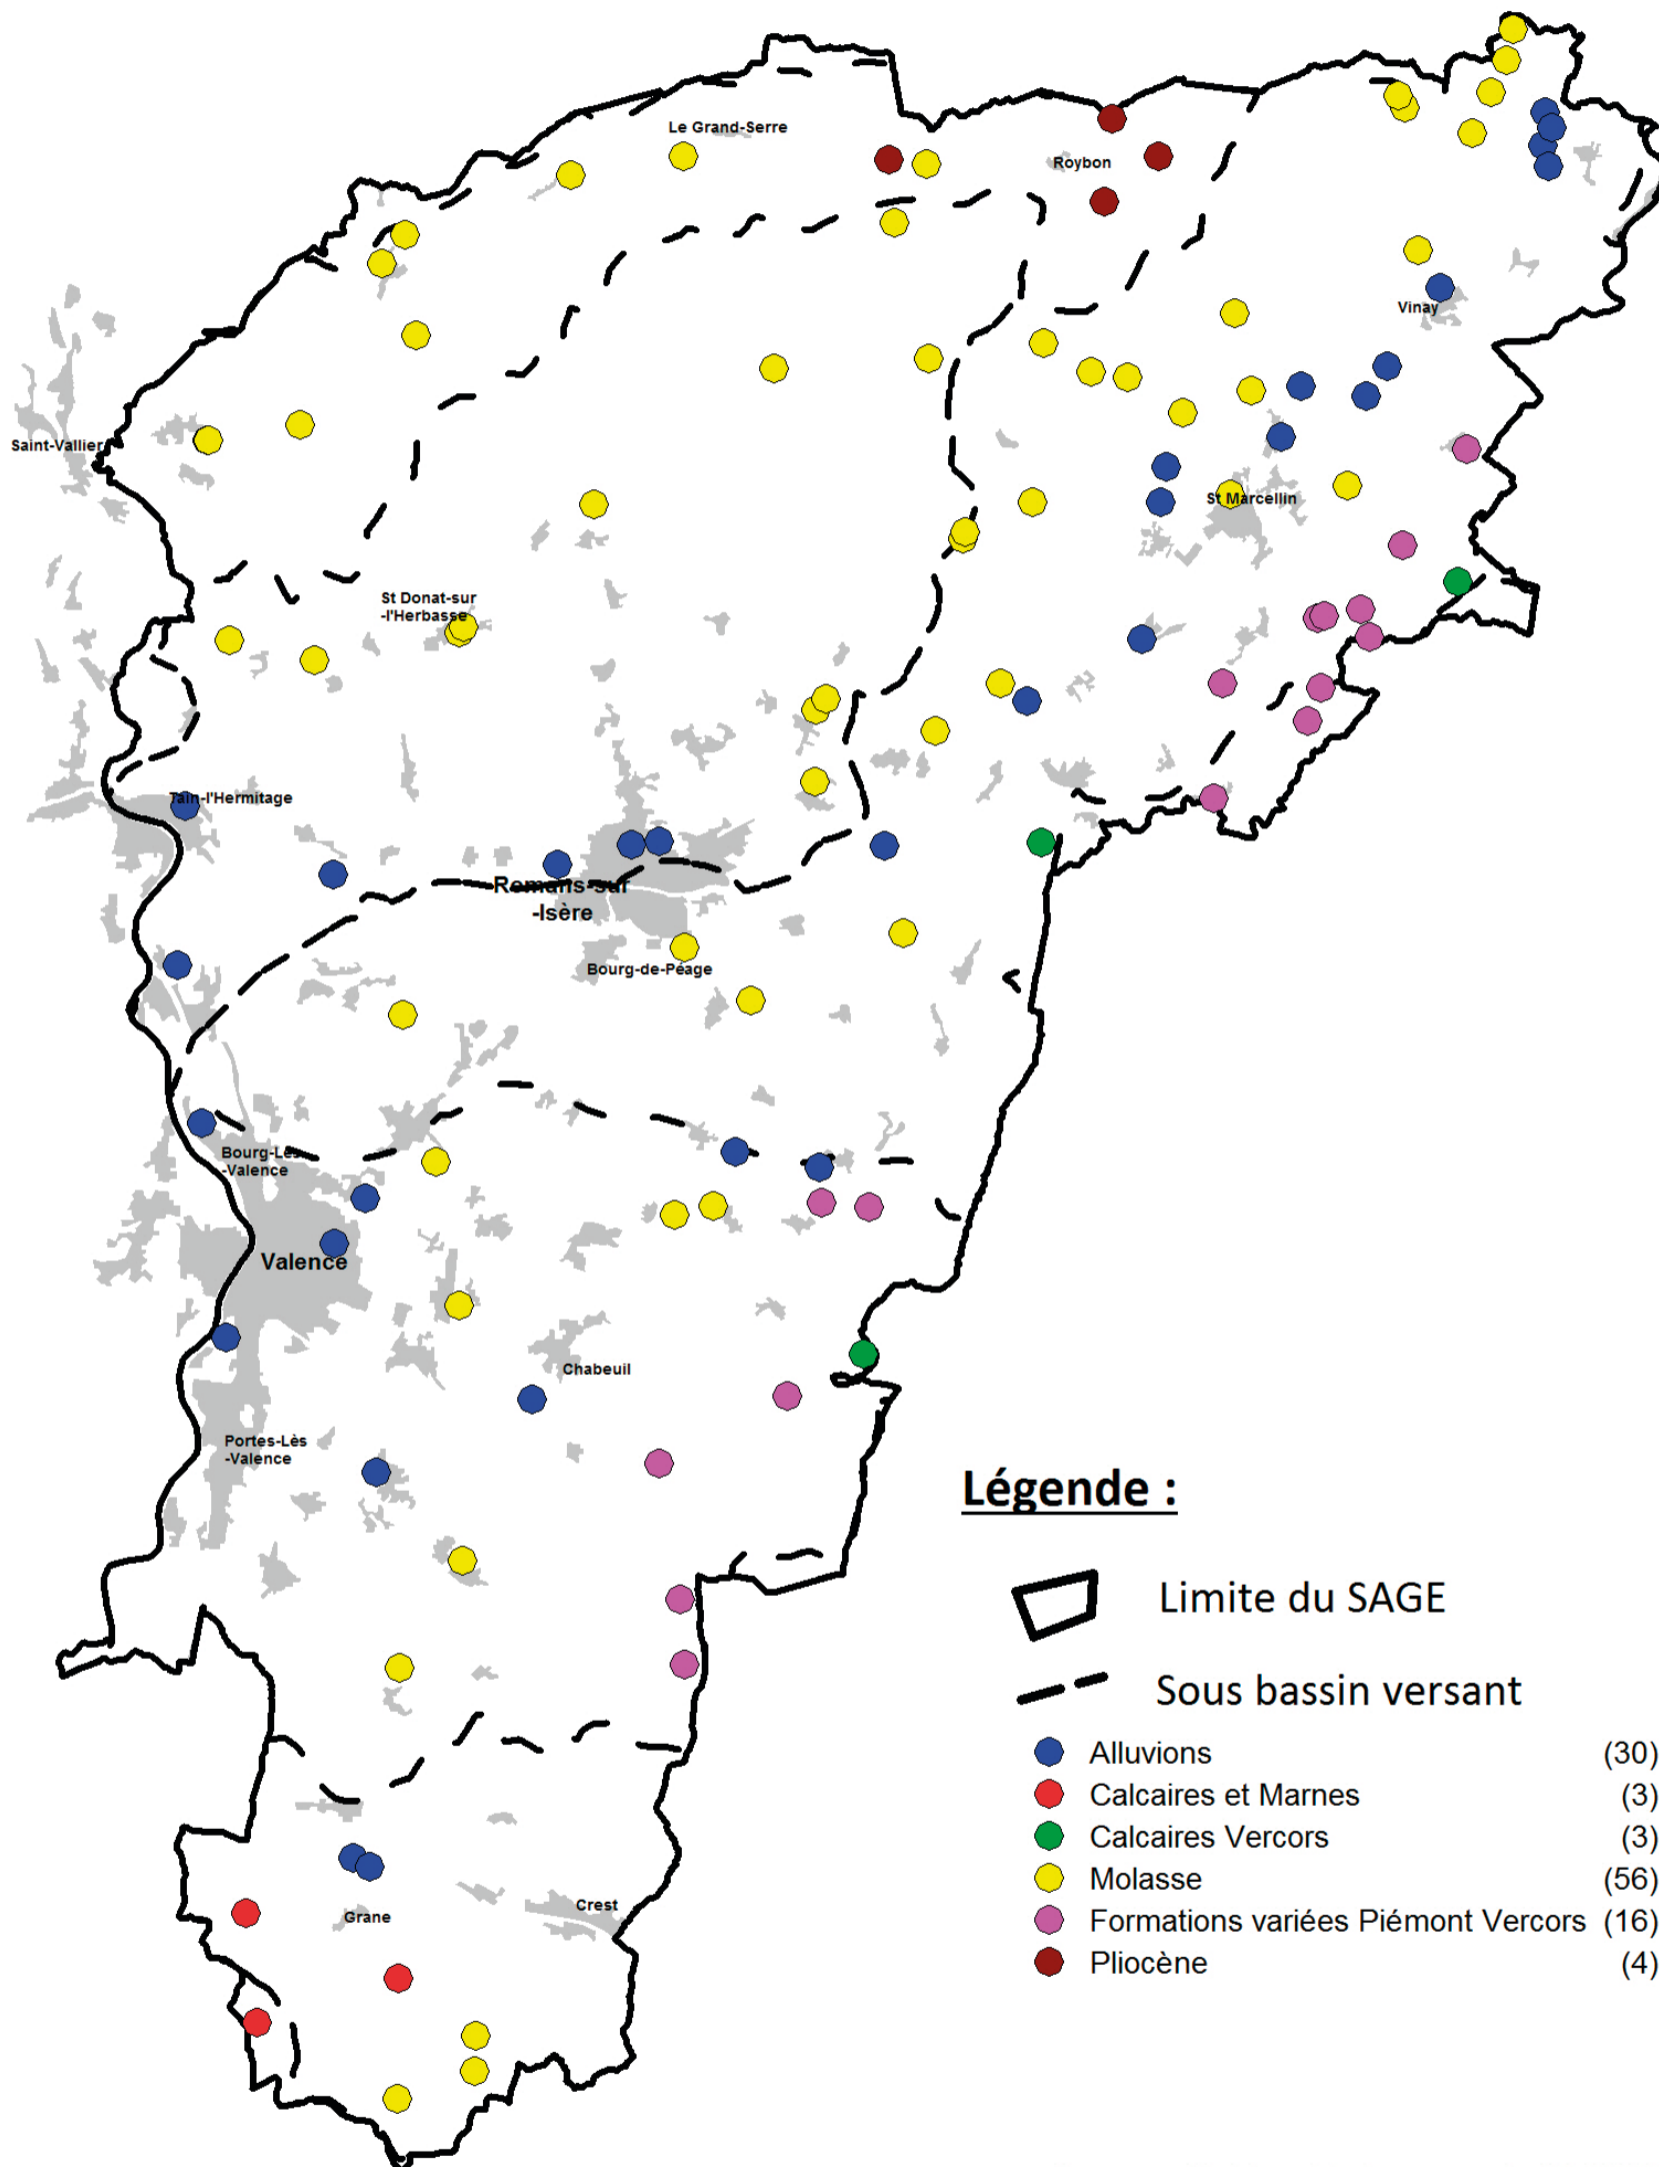 Le Grand-Serre
Roybon
Vinay
Saint-Vallier
St Marcellin
St Donat-sur
-l'Herbasse
Tain-l'Hermitage
Romans-sur
-Isère
Bourg-de-Péage
Bourg-Lès
-Valence
Valence
Chabeuil
Portes-Lès
-Valence
Légende :
Limite du SAGE
Sous bassin versant
Alluvions (30)
Calcaires et Marnes (3)
Calcaires Vercors (3)
Molasse (56)
Formations variées Piémont Vercors (16)
Pliocène (4)
Crest
Grane